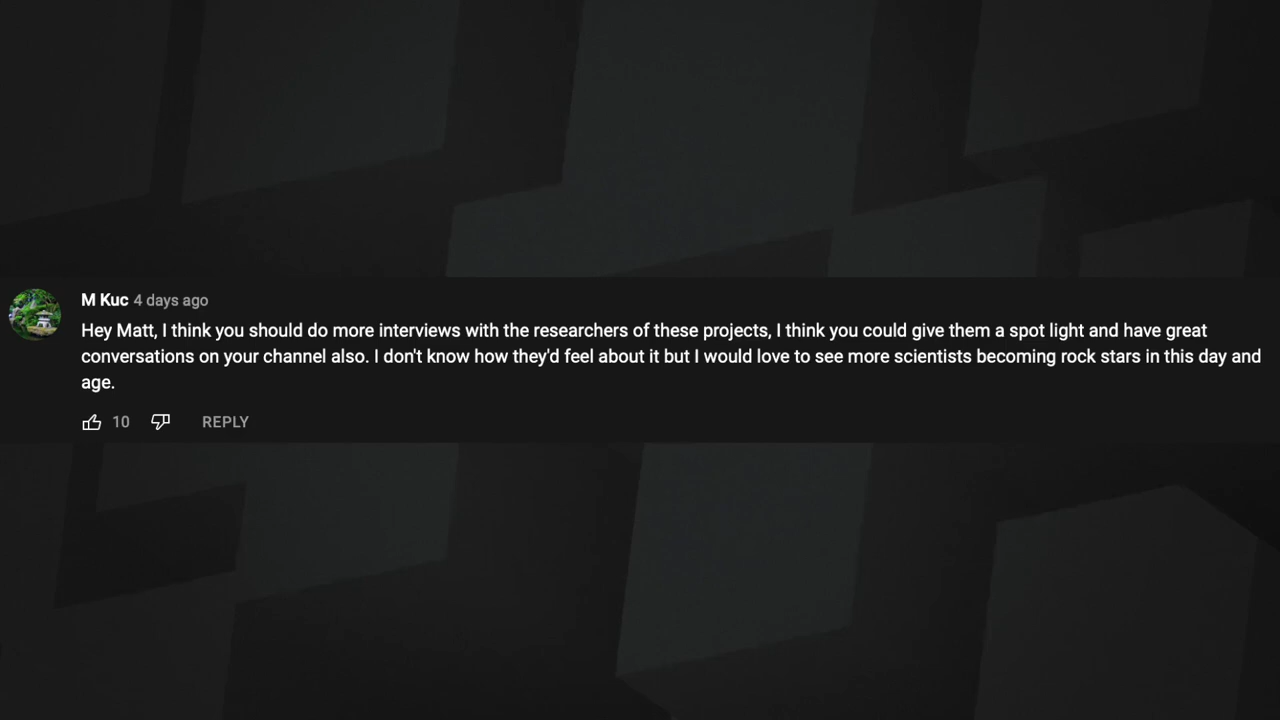 M Kuc 4 days ago
Hey Matt, I think you should do more interviews with the researchers of these projects, I think you could give them a spot light and have great
conversations on your channel also. I don't know how they'd feel about it but I would love to see more scientists becoming rock stars in this day and
age.
10 REPLY